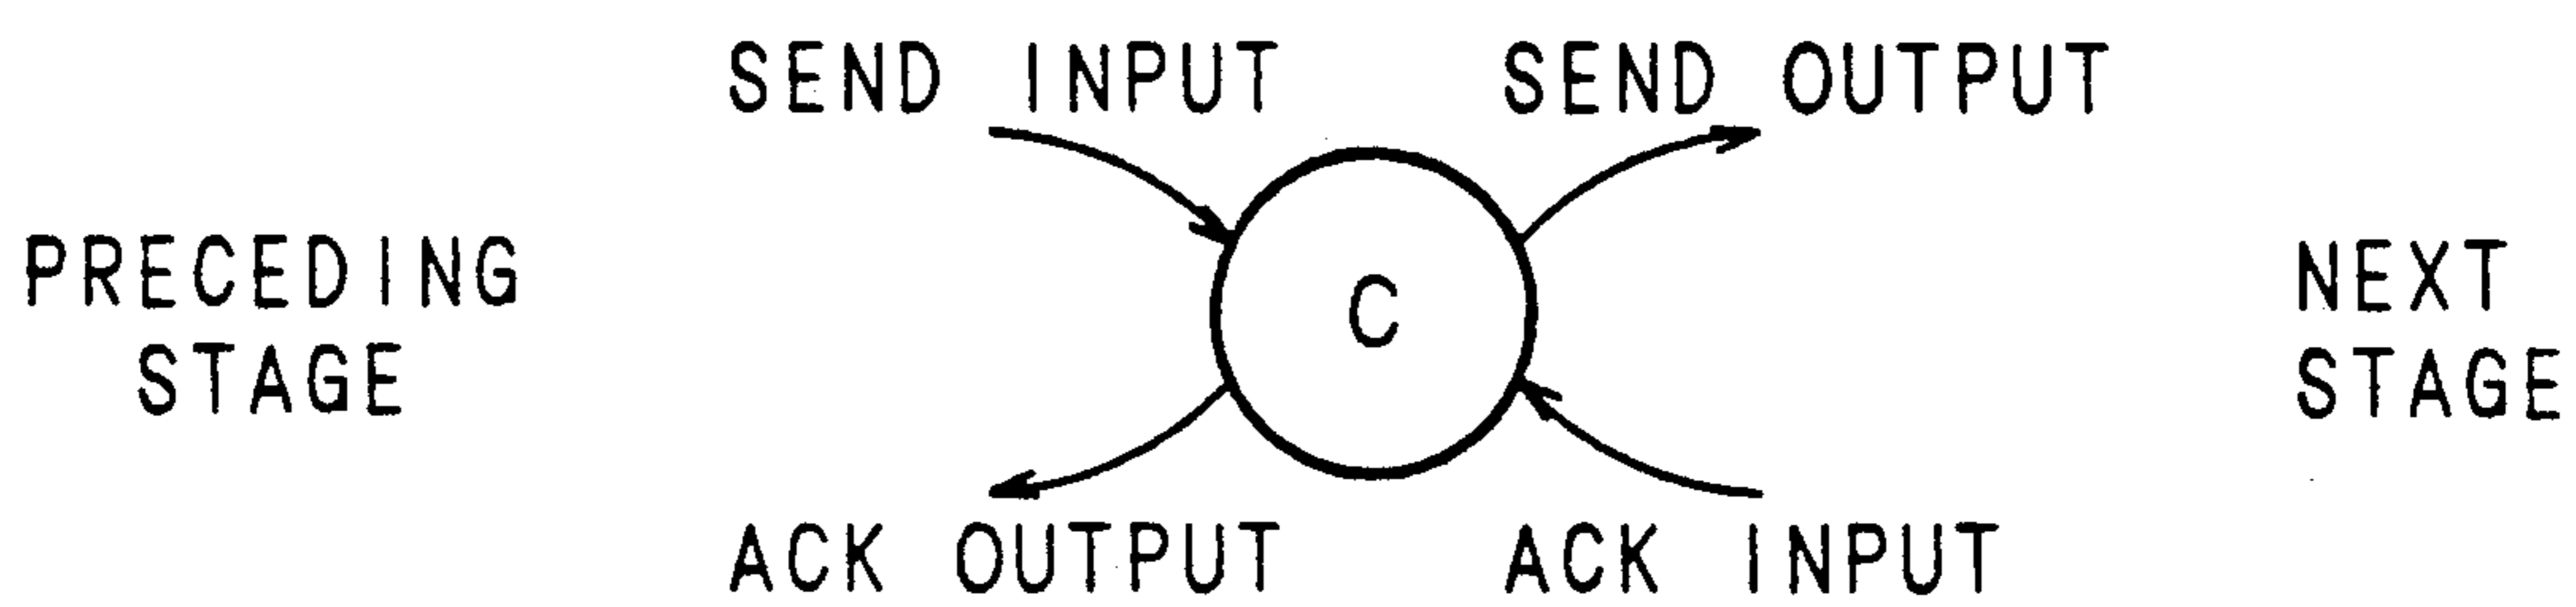 SEND INPUT
SEND OUTPUT
PRECEDING
STAGE
C
NEXT
STAGE
ACK OUTPUT
ACK INPUT